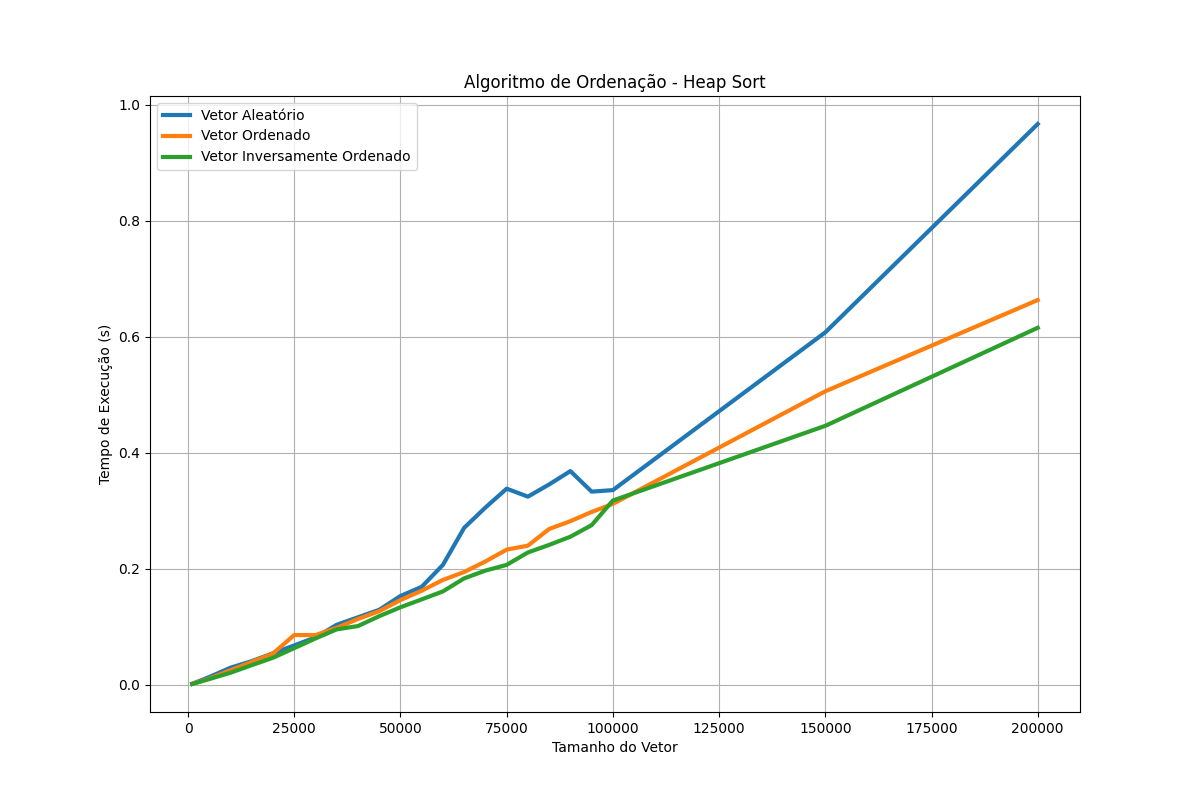 Algoritmo de Ordenação - Heap Sort
Vetor Aleatório
Vetor Ordenado
Vetor Inversamente Ordenado
1.0
0.8
0.6
0.4
0.2
0.0
Tempo de Execução (s)
0 25000 50000 75000 100000 125000 150000 175000 200000
Tamanho do Vetor